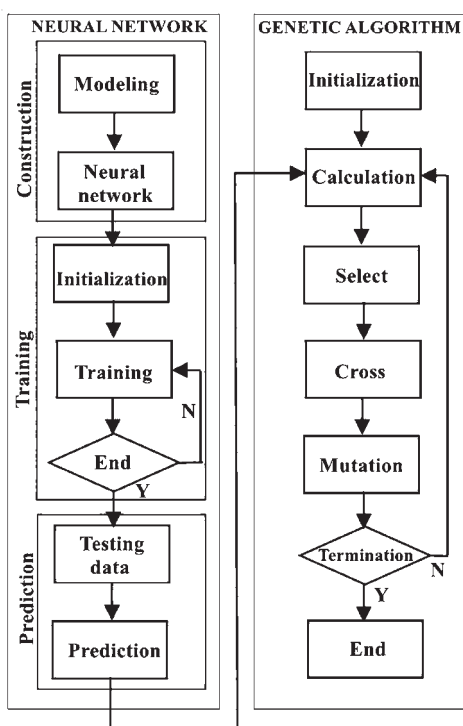 NEURAL NETWORK
Construction
Modeling
Neural
network
Training
Initialization
Training
N
End
Y
Prediction
Testing
data
Prediction
GENETIC ALGORITHM
Initialization
Calculation
Select
Cross
Mutation
Termination
N
Y
End